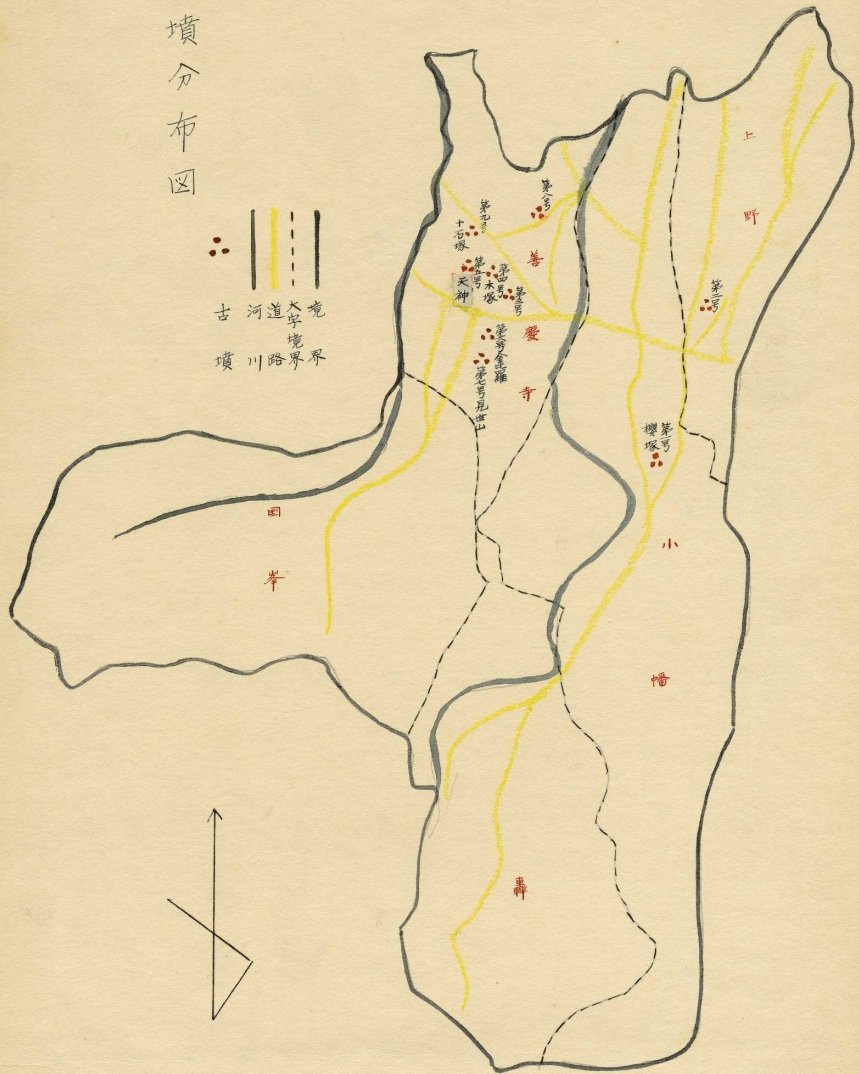 墳分布図
境界
大字境界
道路
河川
古墳
上野
善慶寺
国峯
小幡
轟
第一号
櫻塚
第二号
第三号
第四号
木塚
第五号
天神
第六号金毘羅
第七号見世山
第八号
第九号
十石塚